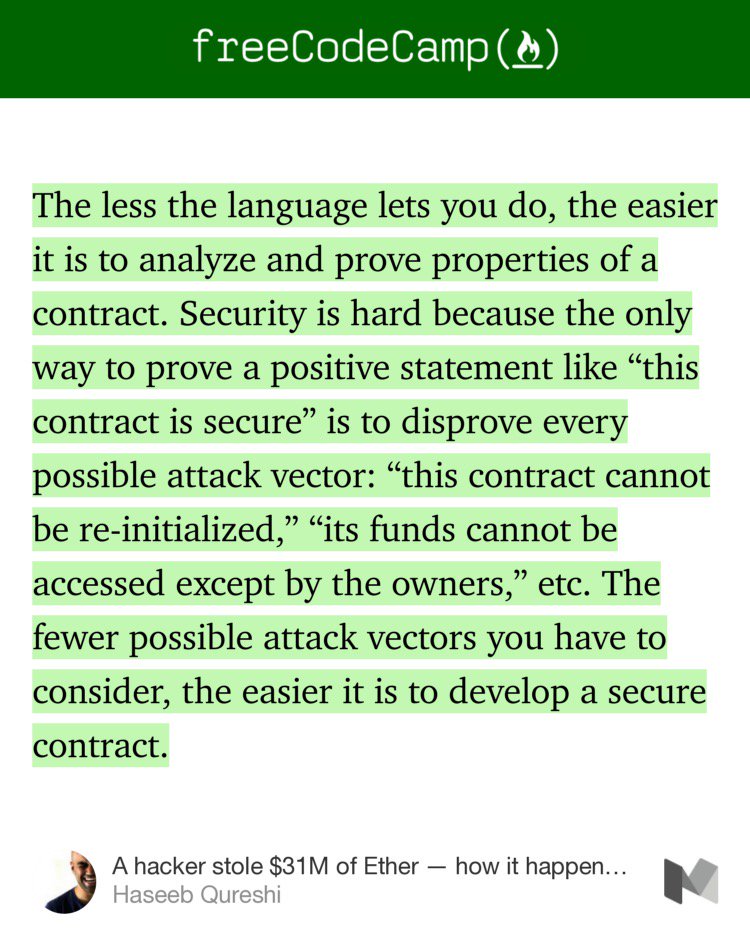 freeCodeCamp(🔥)
The less the language lets you do, the easier
it is to analyze and prove properties of a
contract. Security is hard because the only
way to prove a positive statement like “this
contract is secure” is to disprove every
possible attack vector: “this contract cannot
be re-initialized,” “its funds cannot be
accessed except by the owners,” etc. The
fewer possible attack vectors you have to
consider, the easier it is to develop a secure
contract.
A hacker stole $31M of Ether — how it happen…
Haseeb Qureshi